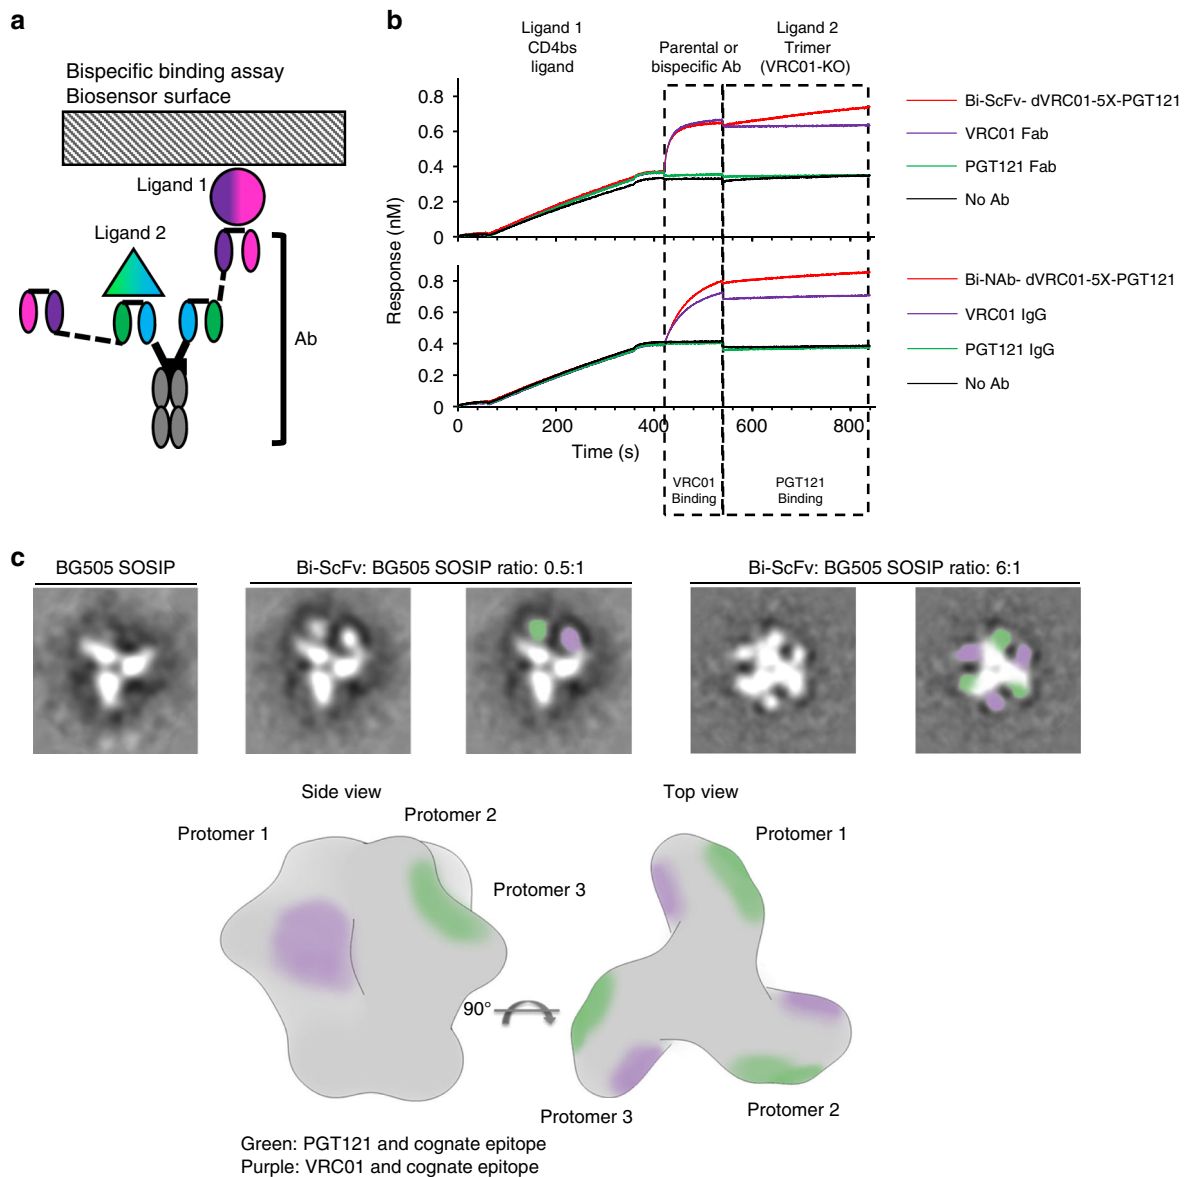 a
Bispecific binding assay
Biosensor surface
Ligand 1
Ligand 2
Ab
b
Ligand 1
CD4bs
ligand
Parental or
bispecific Ab
Ligand 2
Trimer
(VRC01-KO)
Response (nM)
0.8
0.6
0.4
0.2
0
Bi-ScFv- dVRC01-5X-PGT121
VRC01 Fab
PGT121 Fab
No Ab
0.8
0.6
0.4
0.2
0
Bi-NAb- dVRC01-5X-PGT121
VRC01 IgG
PGT121 IgG
No Ab
0 200 400 600 800
Time (s)
VRC01
Binding
PGT121
Binding
c
BG505 SOSIP
Bi-ScFv: BG505 SOSIP ratio: 0.5:1
Bi-ScFv: BG505 SOSIP ratio: 6:1
Side view
Protomer 1
Protomer 2
Protomer 3
90°
Top view
Protomer 1
Protomer 2
Protomer 3
Green: PGT121 and cognate epitope
Purple: VRC01 and cognate epitope